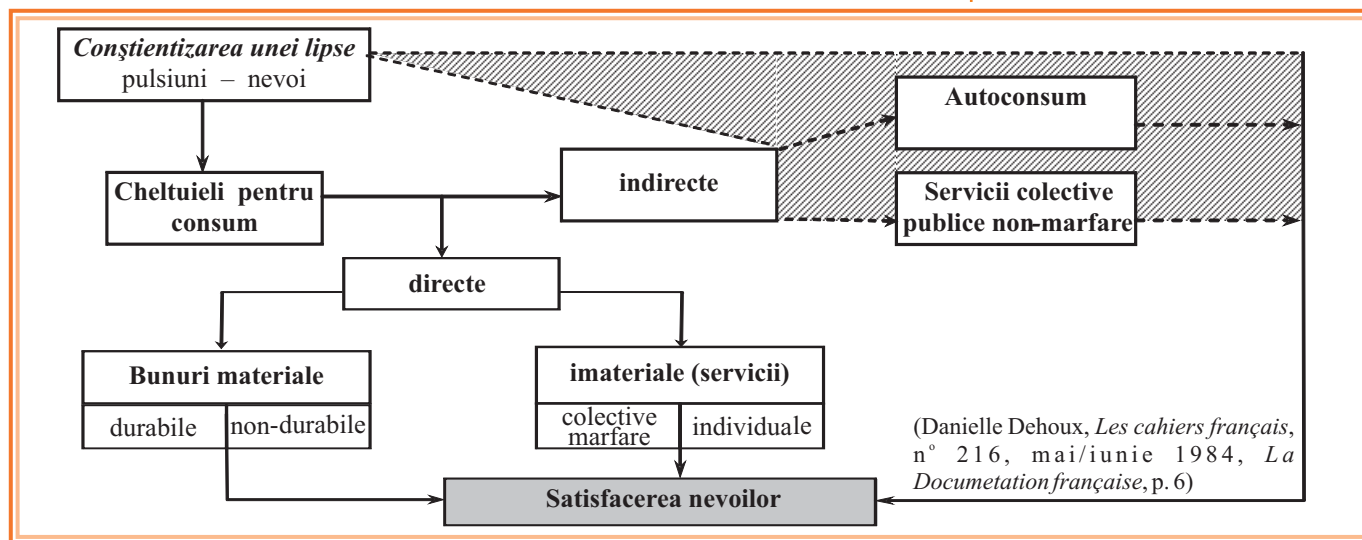 Conştientizarea unei lipse
pulsiuni – nevoi
Autoconsum
Cheltuieli pentru
consum
indirecte
Servicii colective
publice non-marfare
directe
Bunuri materiale
durabile
non-durabile
imateriale (servicii)
colective
marfare
individuale
(Danielle Dehoux, Les cahiers français,
n° 216, mai/iunie 1984, La
Documetation française, p. 6)
Satisfacerea nevoilor